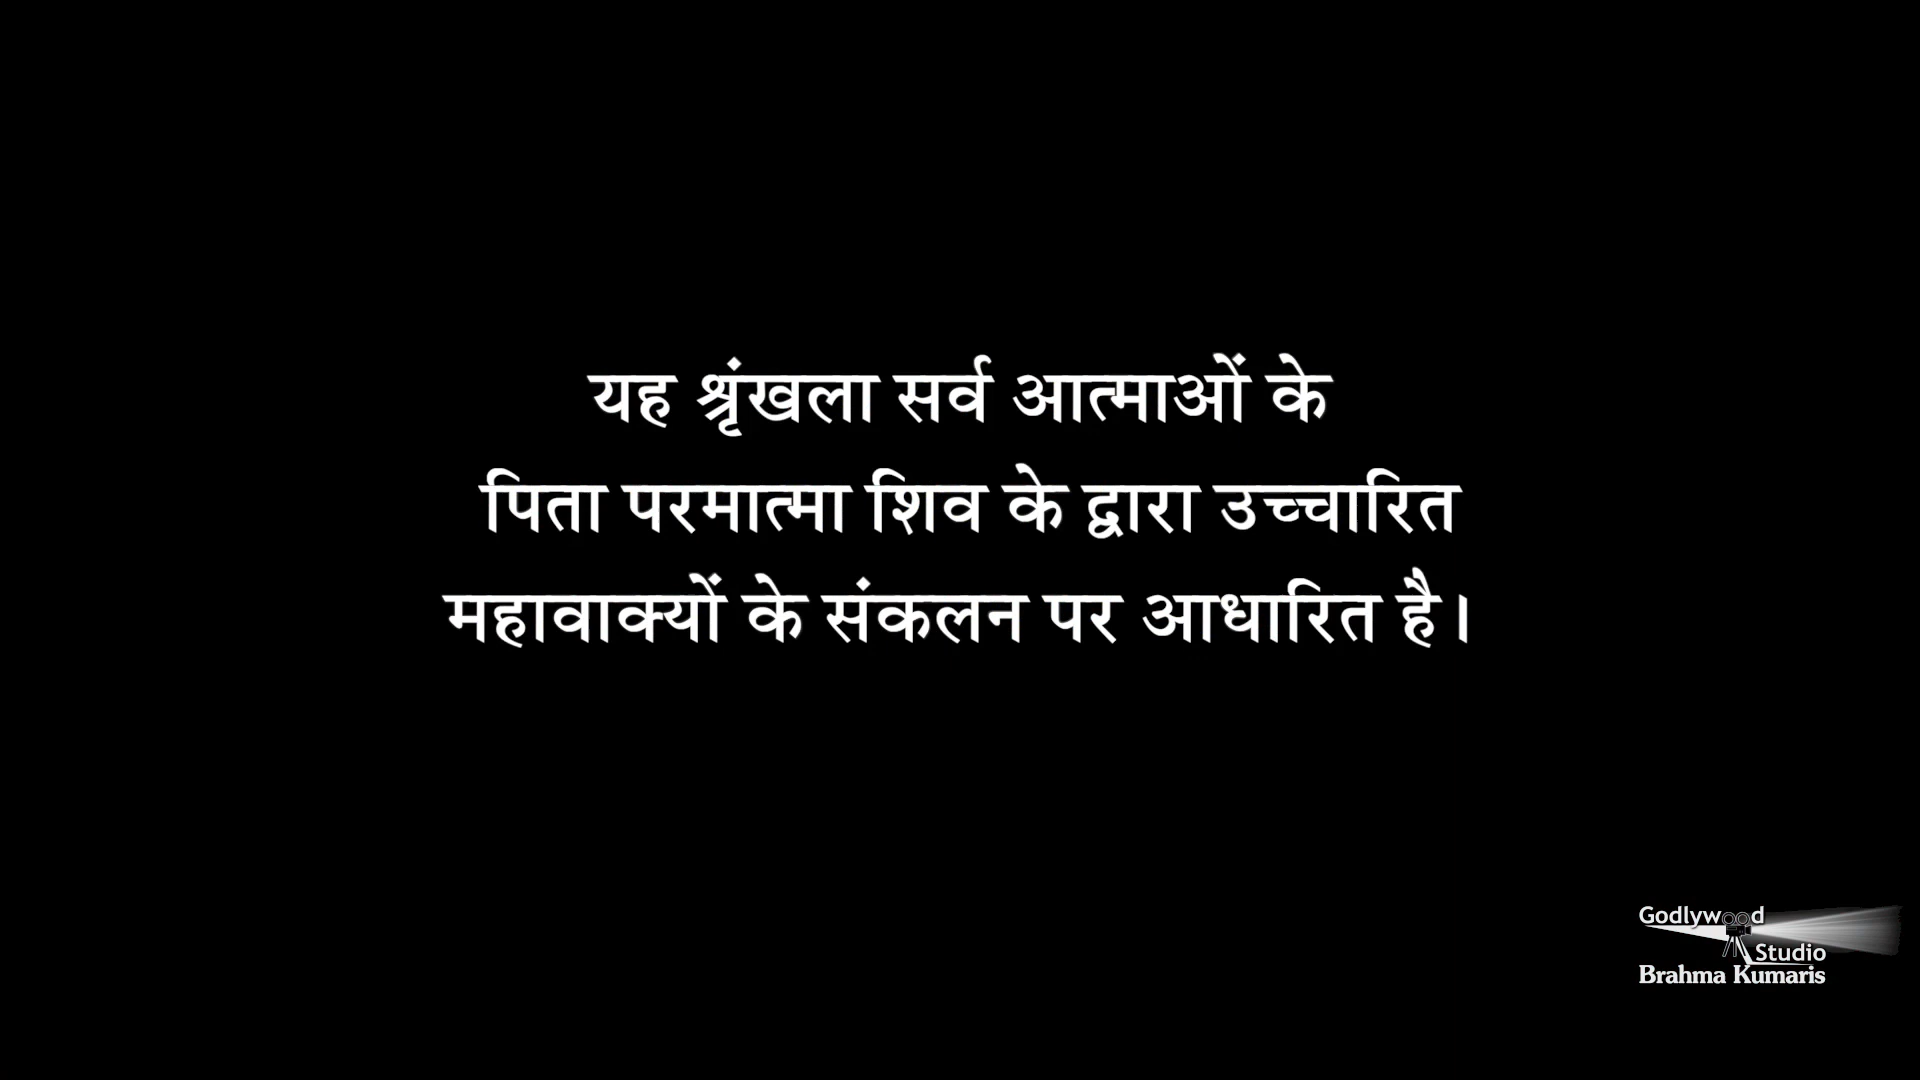 यह श्रृंखला सर्व आत्माओं के
पिता परमात्मा शिव के द्वारा उच्चारित
महावाक्यों के संकलन पर आधारित है।
Godlywood
Studio
Brahma Kumaris